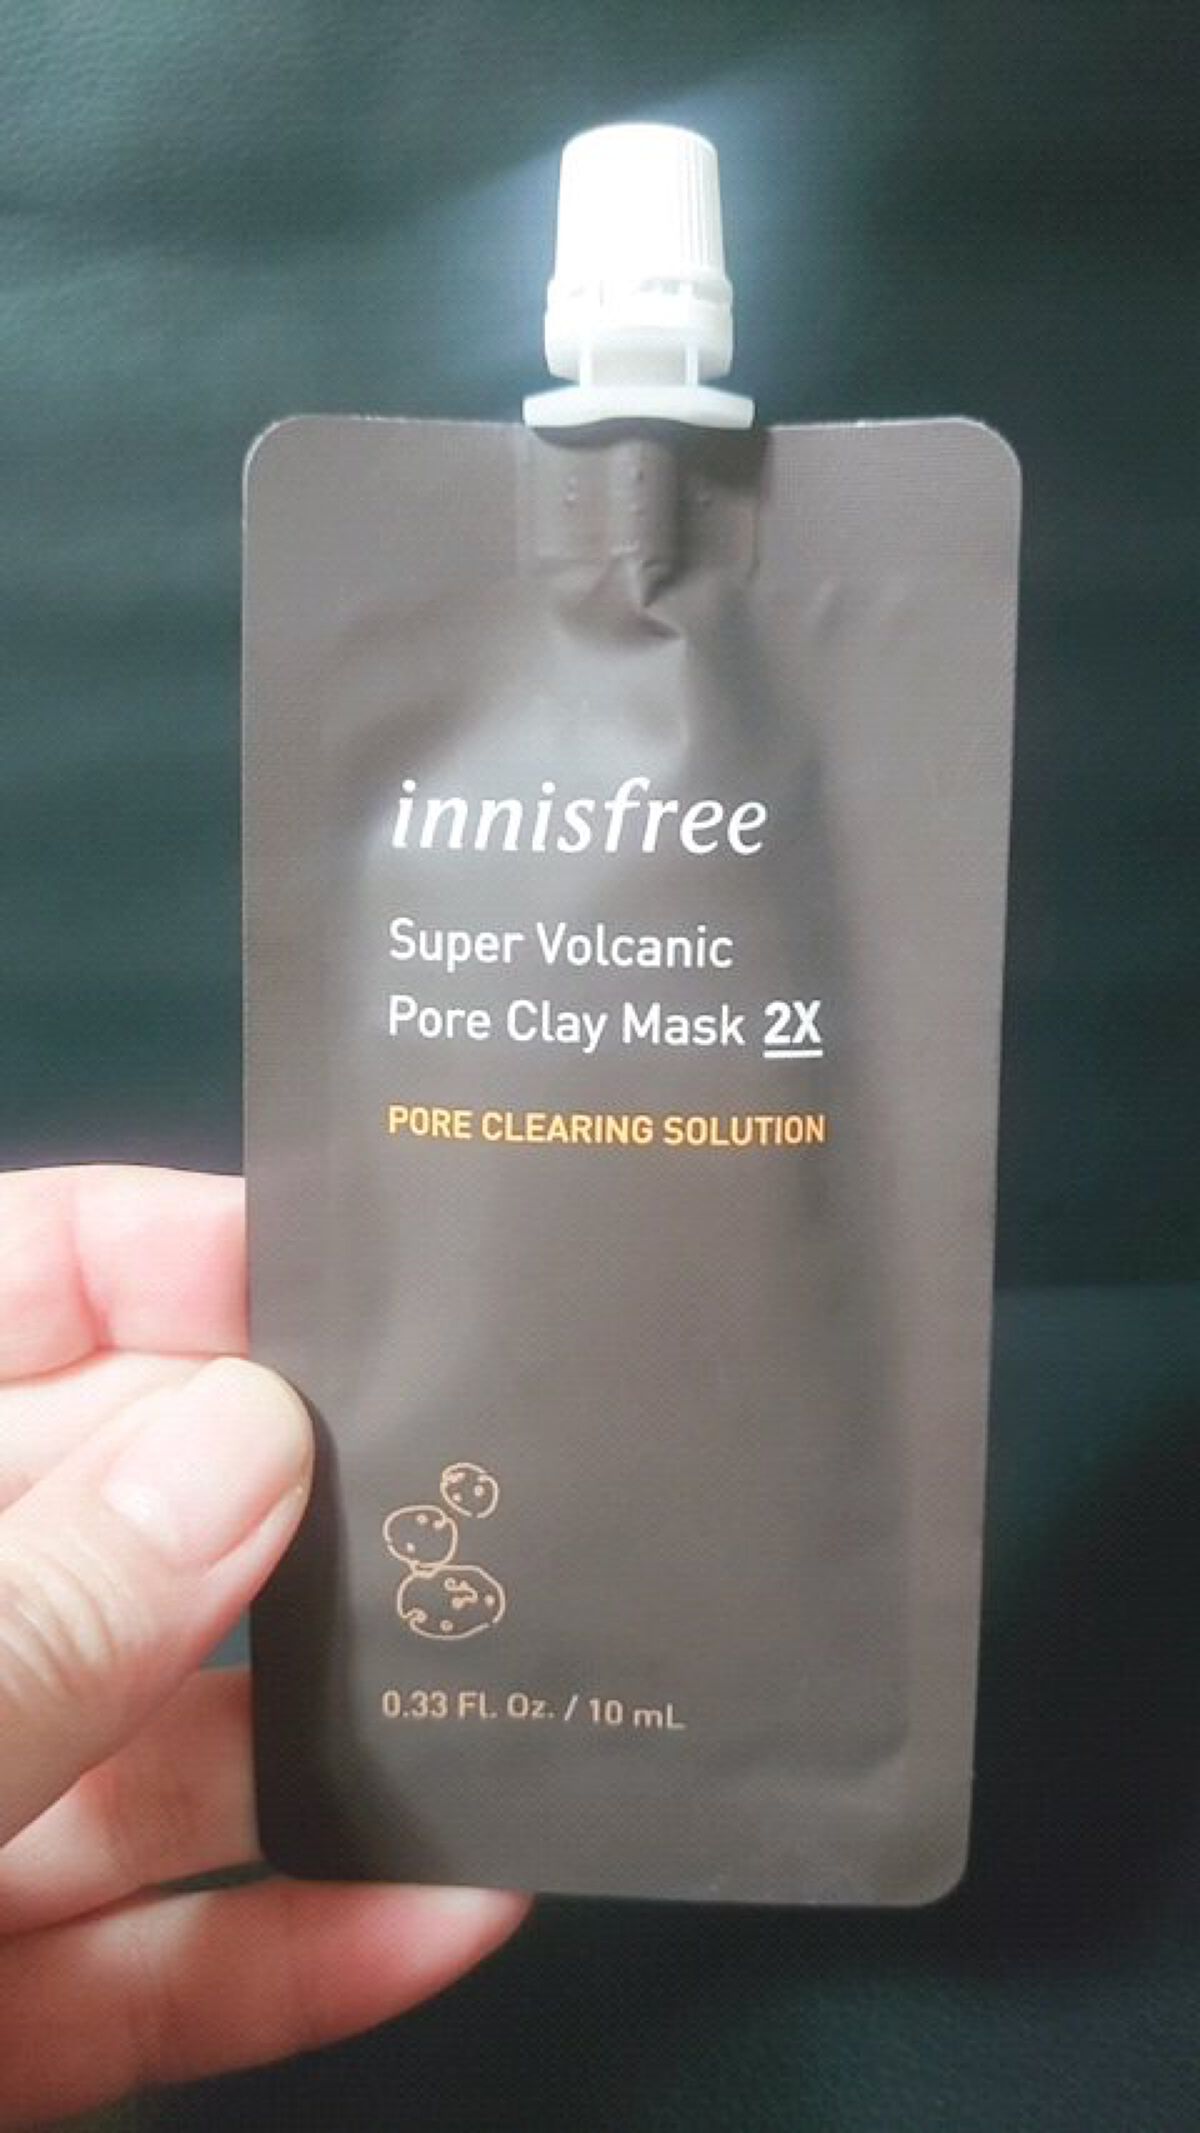 innisfree
Super Volcanic
Pore Clay Mask 2X
PORE CLEARING SOLUTION
0.33 FL. Oz. / 10 mL